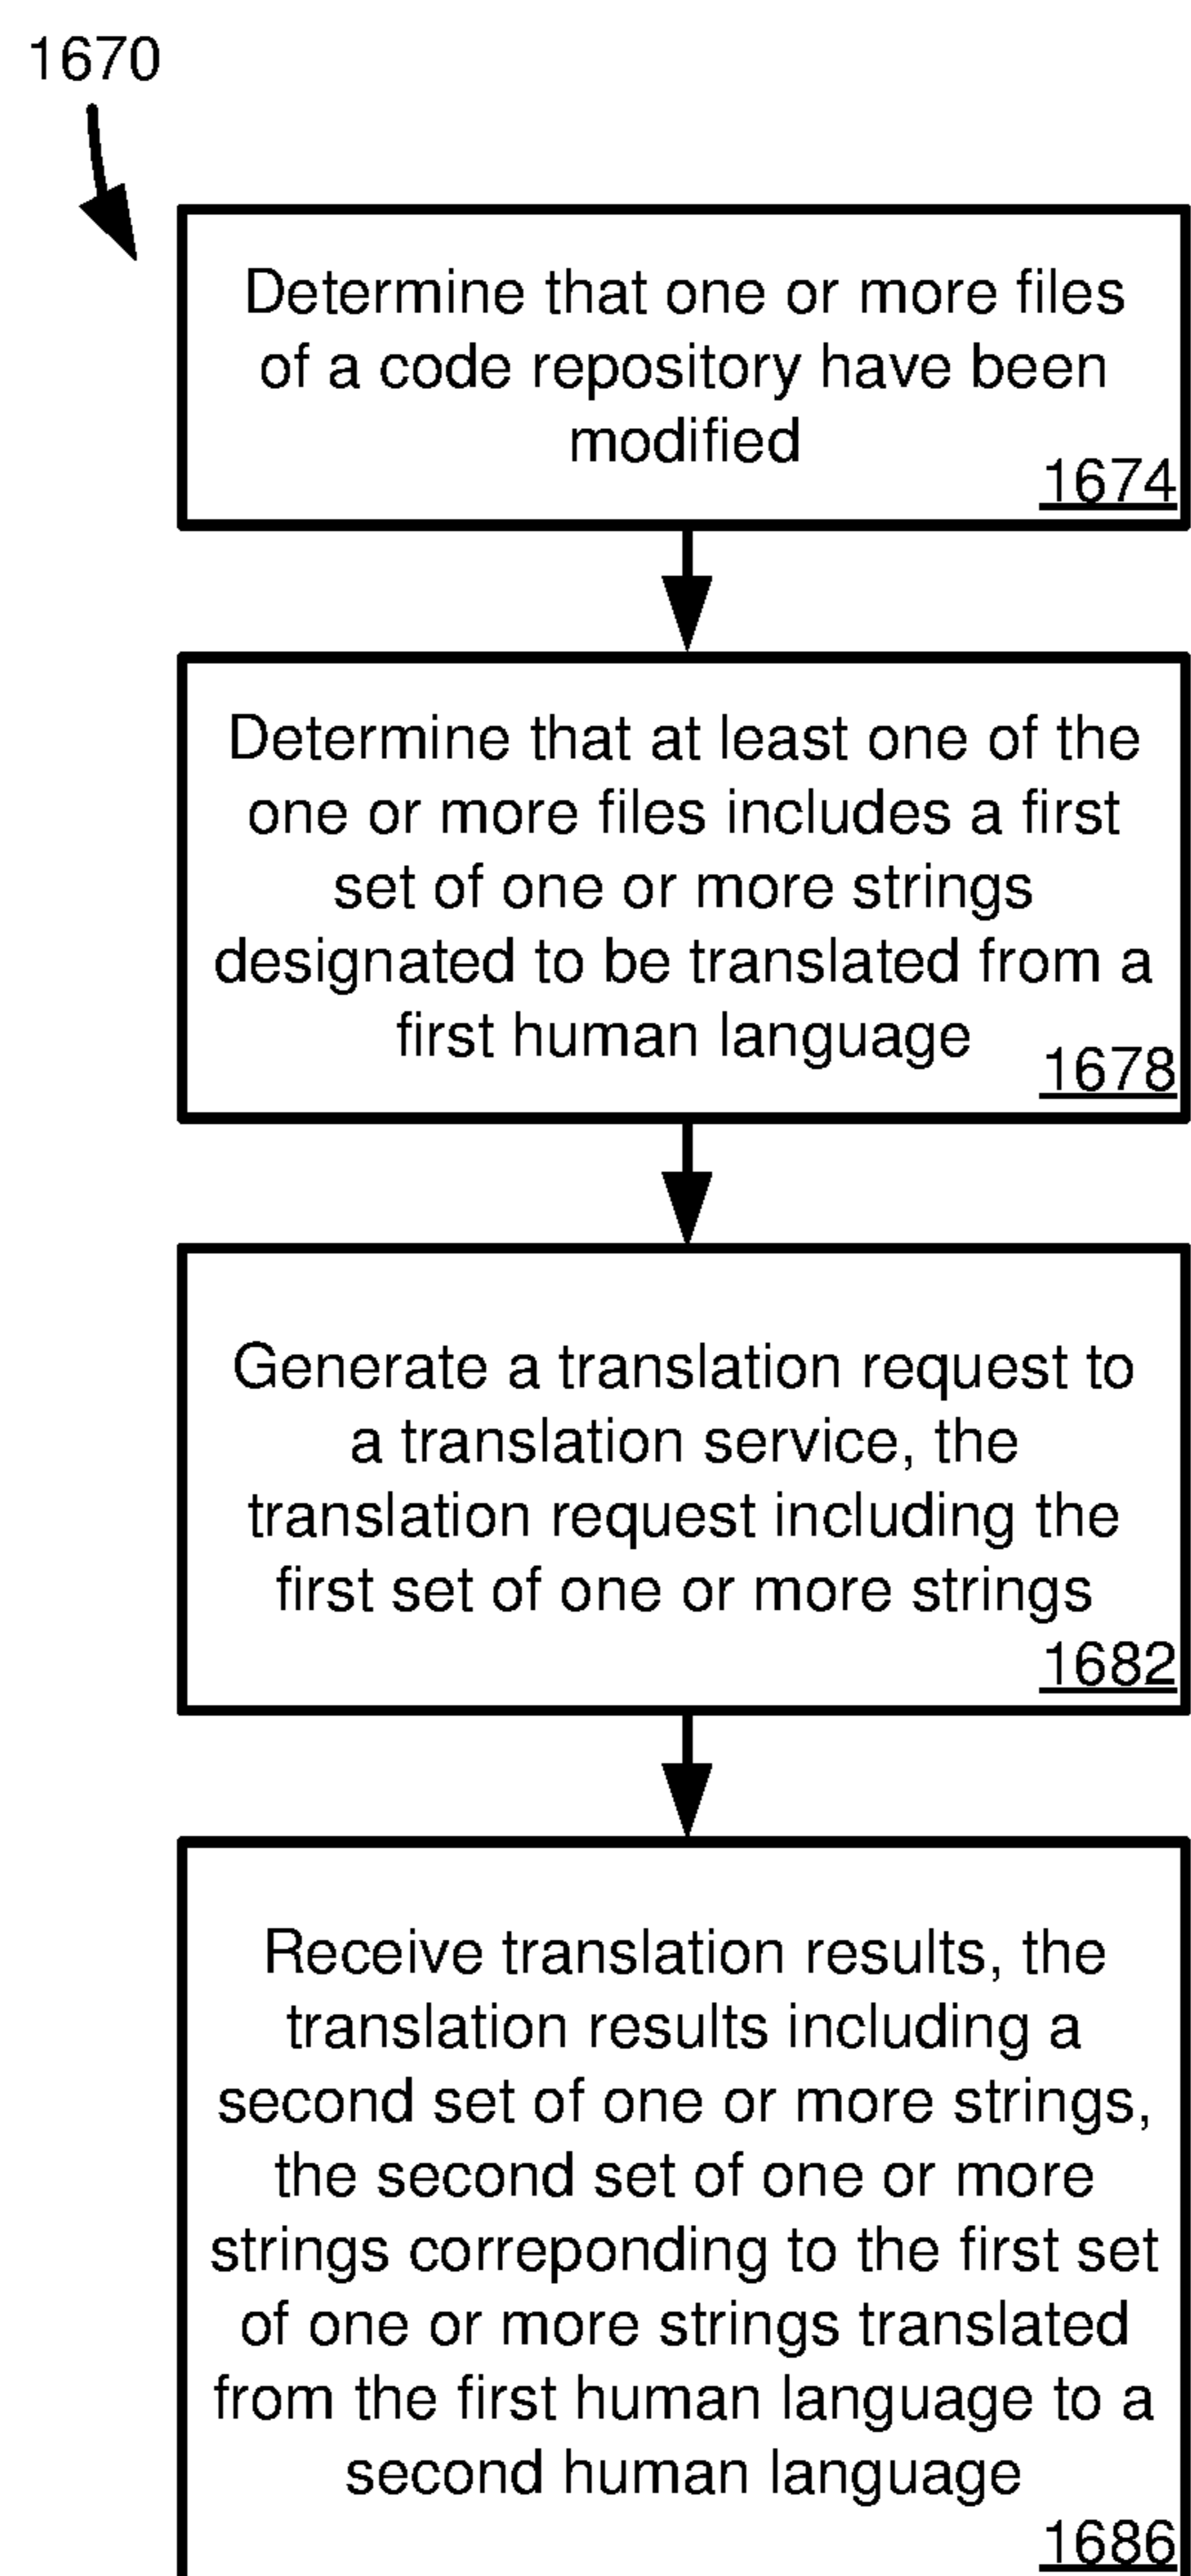 1670
Determine that one or more files
of a code repository have been
modified
1674
Determine that at least one of the
one or more files includes a first
set of one or more strings
designated to be translated from a
first human language
1678
Generate a translation request to
a translation service, the
translation request including the
first set of one or more strings
1682
Receive translation results, the
translation results including a
second set of one or more strings,
the second set of one or more
strings correponding to the first set
of one or more strings translated
from the first human language to a
second human language
1686